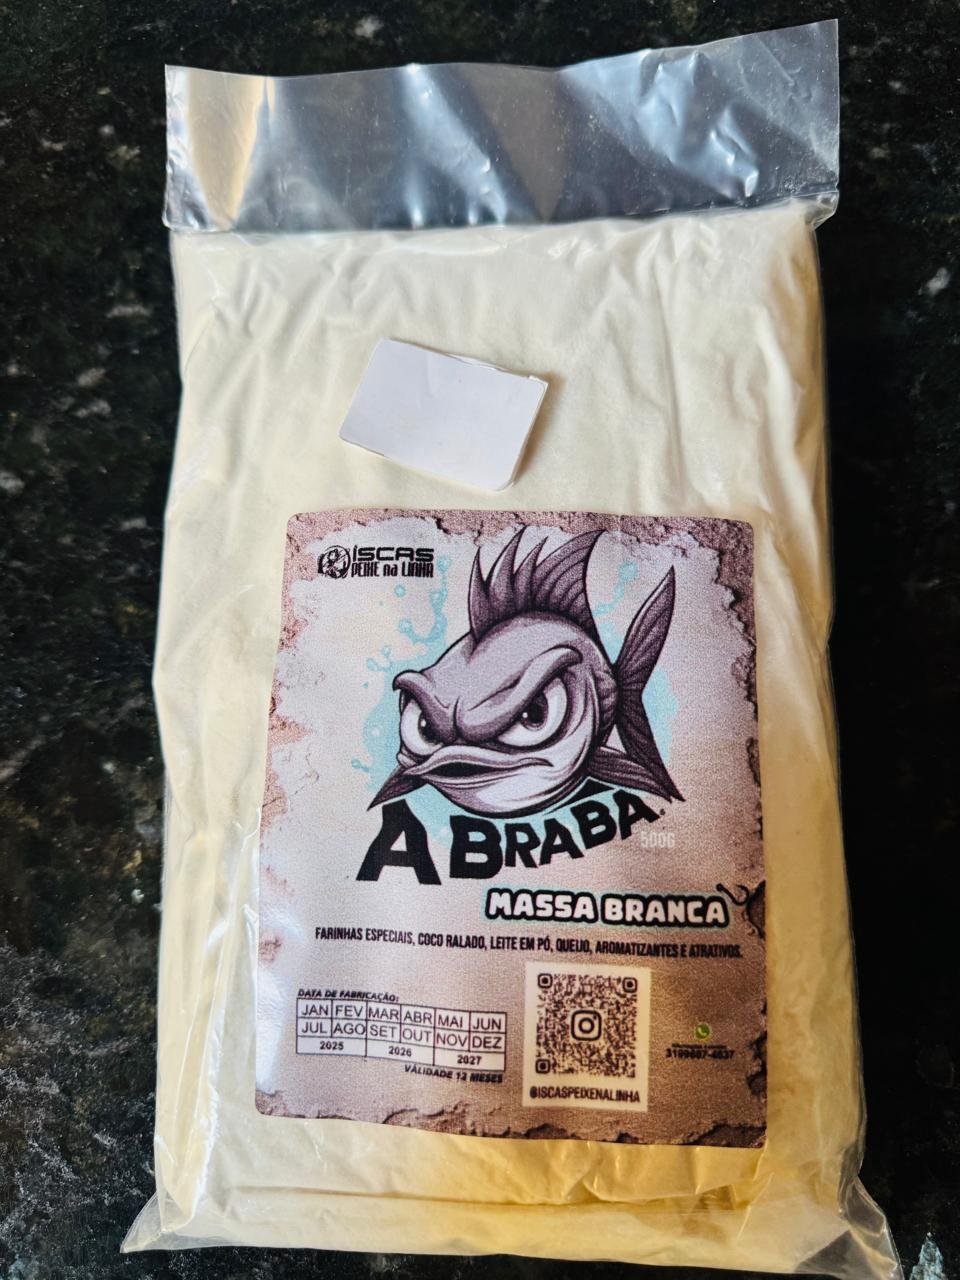 ÍSCAS
PEIXE na LINHA
A BRABA.
500G
MASSA BRANCA
FARINHAS ESPECIAIS, COCO RALADO, LEITE EM PÓ, QUEIJO, AROMATIZANTES E ATRATIVOS.
DATA DE FABRICAÇÃO:
JAN FEV MAR ABR MAI JUN
JUL AGO SET OUT NOV DEZ
2025 2026 2027
VALIDADE 12 MESES
@ISCASPEIXENALINHA